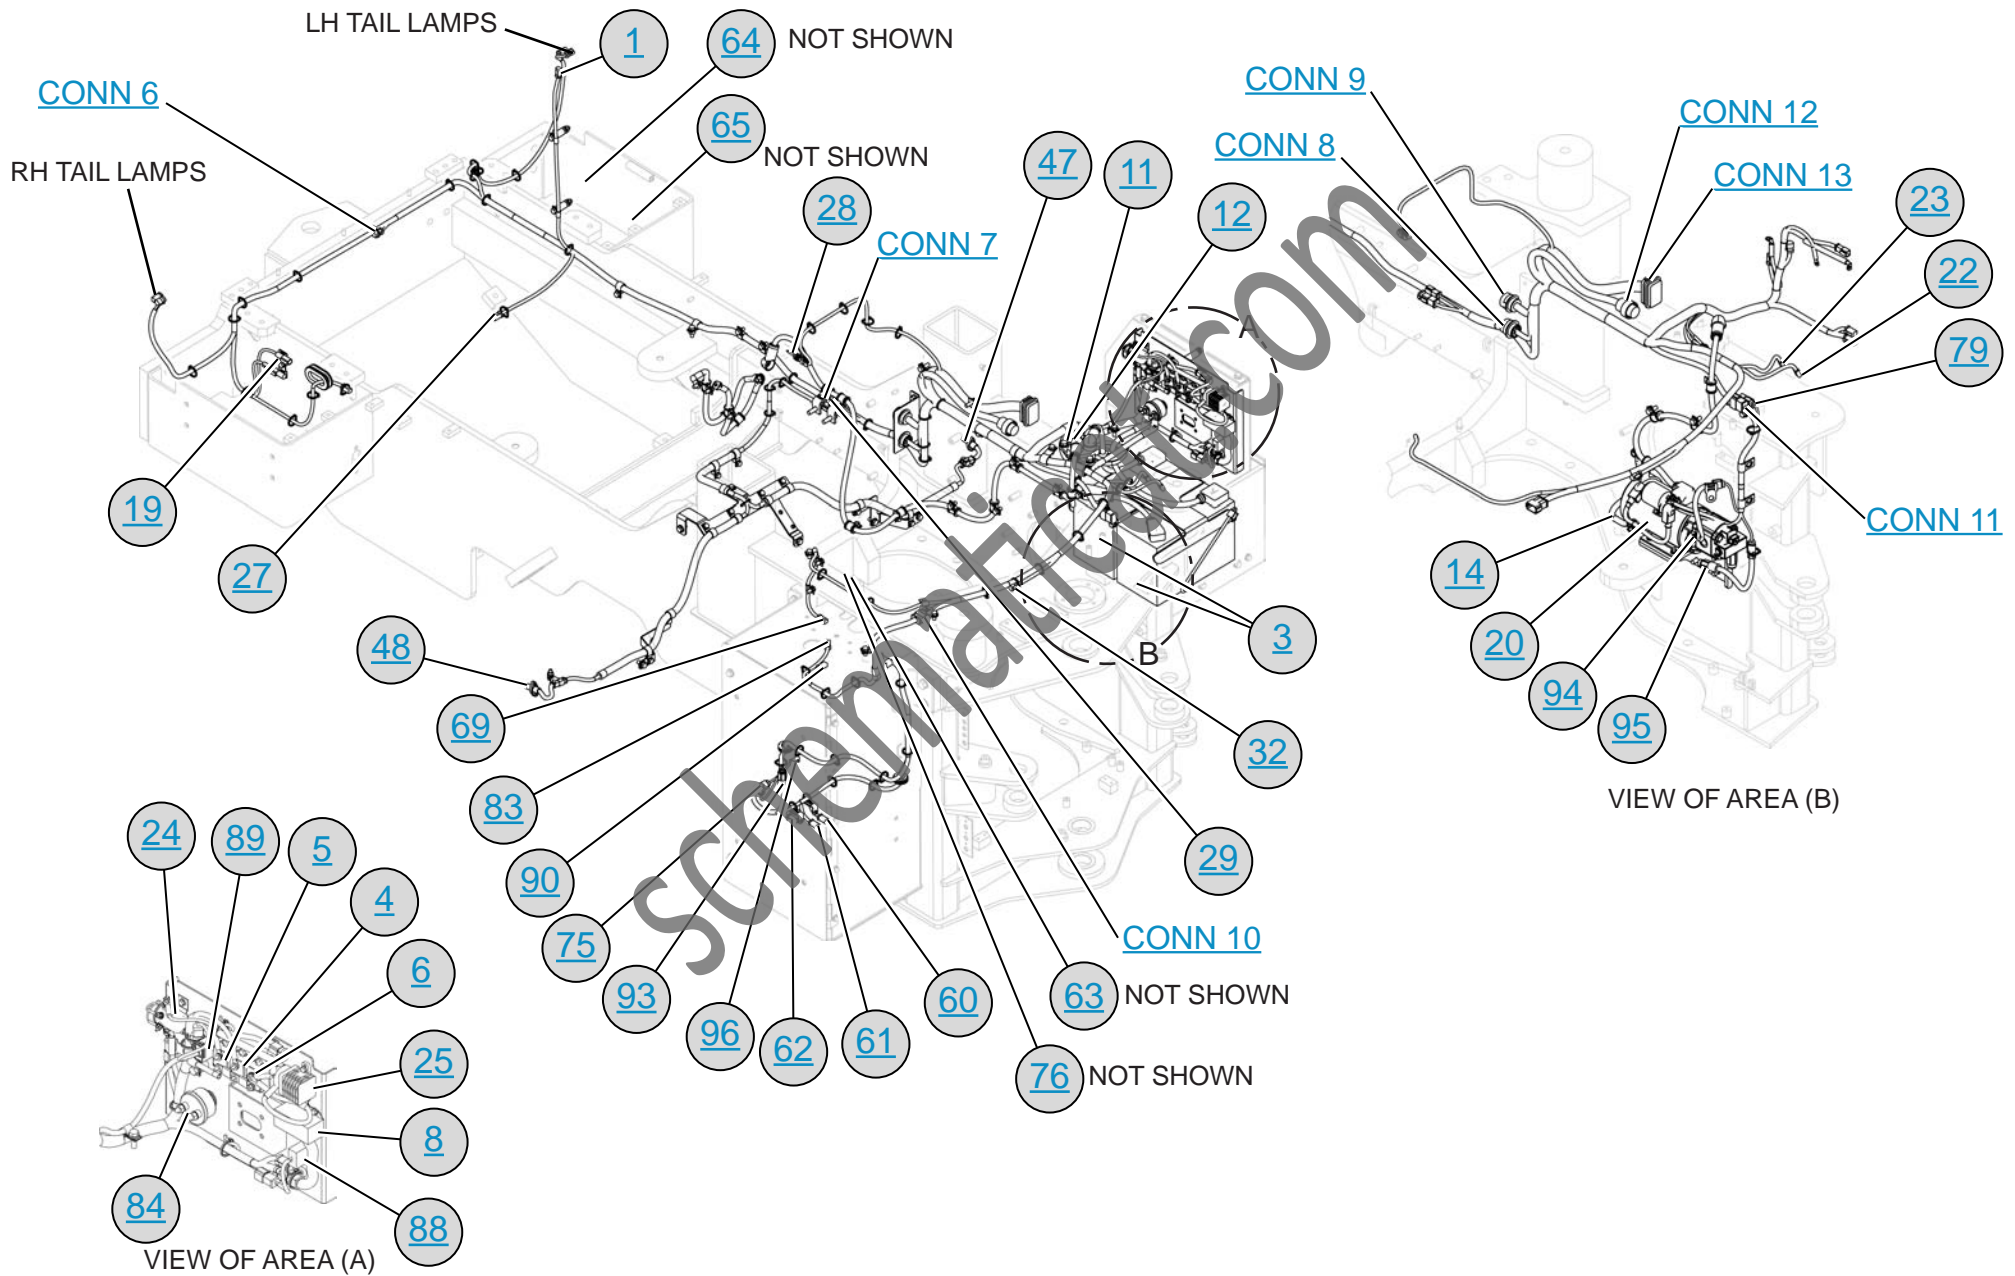 LH TAIL LAMPS
1
64 NOT SHOWN
CONN 6
65 NOT SHOWN
RH TAIL LAMPS
28
CONN 7
47
11
12
CONN 9
CONN 8
CONN 12
CONN 13
23
22
79
A
19
27
48
69
83
90
75
93
96
62
61
60
3
B
32
29
CONN 10
63 NOT SHOWN
76 NOT SHOWN
14
20
94
95
CONN 11
VIEW OF AREA (B)
24
89
5
4
6
25
8
88
84
VIEW OF AREA (A)
schematicat.com